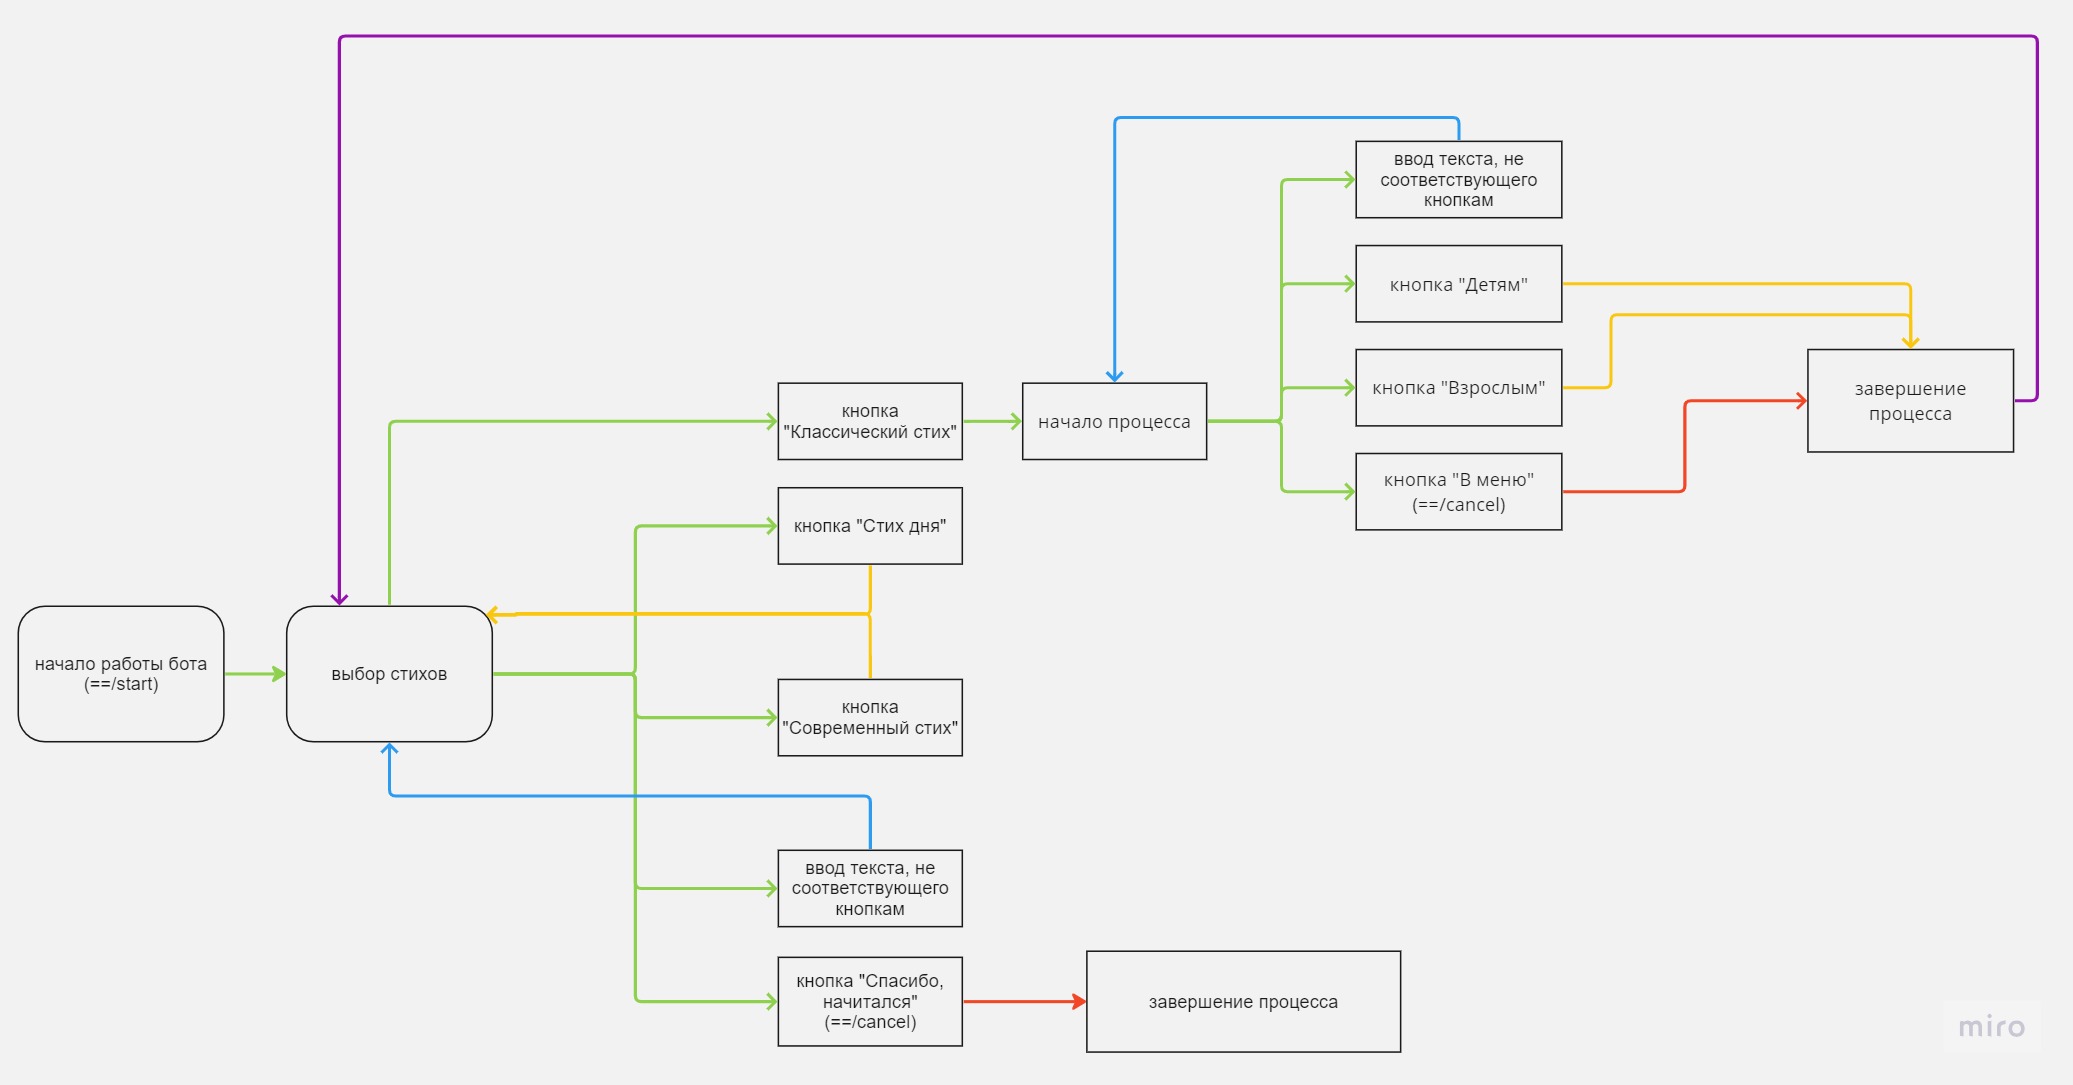 ввод текста, не
соответствующего
кнопкам
кнопка "Детям"
кнопка "Взрослым"
кнопка "В меню"
(==/cancel)
завершение
процесса
кнопка
"Классический стих"
начало процесса
кнопка "Стих дня"
начало работы бота
(==/start)
выбор стихов
кнопка
"Современный стих"
ввод текста, не
соответствующего
кнопкам
кнопка "Спасибо,
начитался"
(==/cancel)
завершение процесса
miro